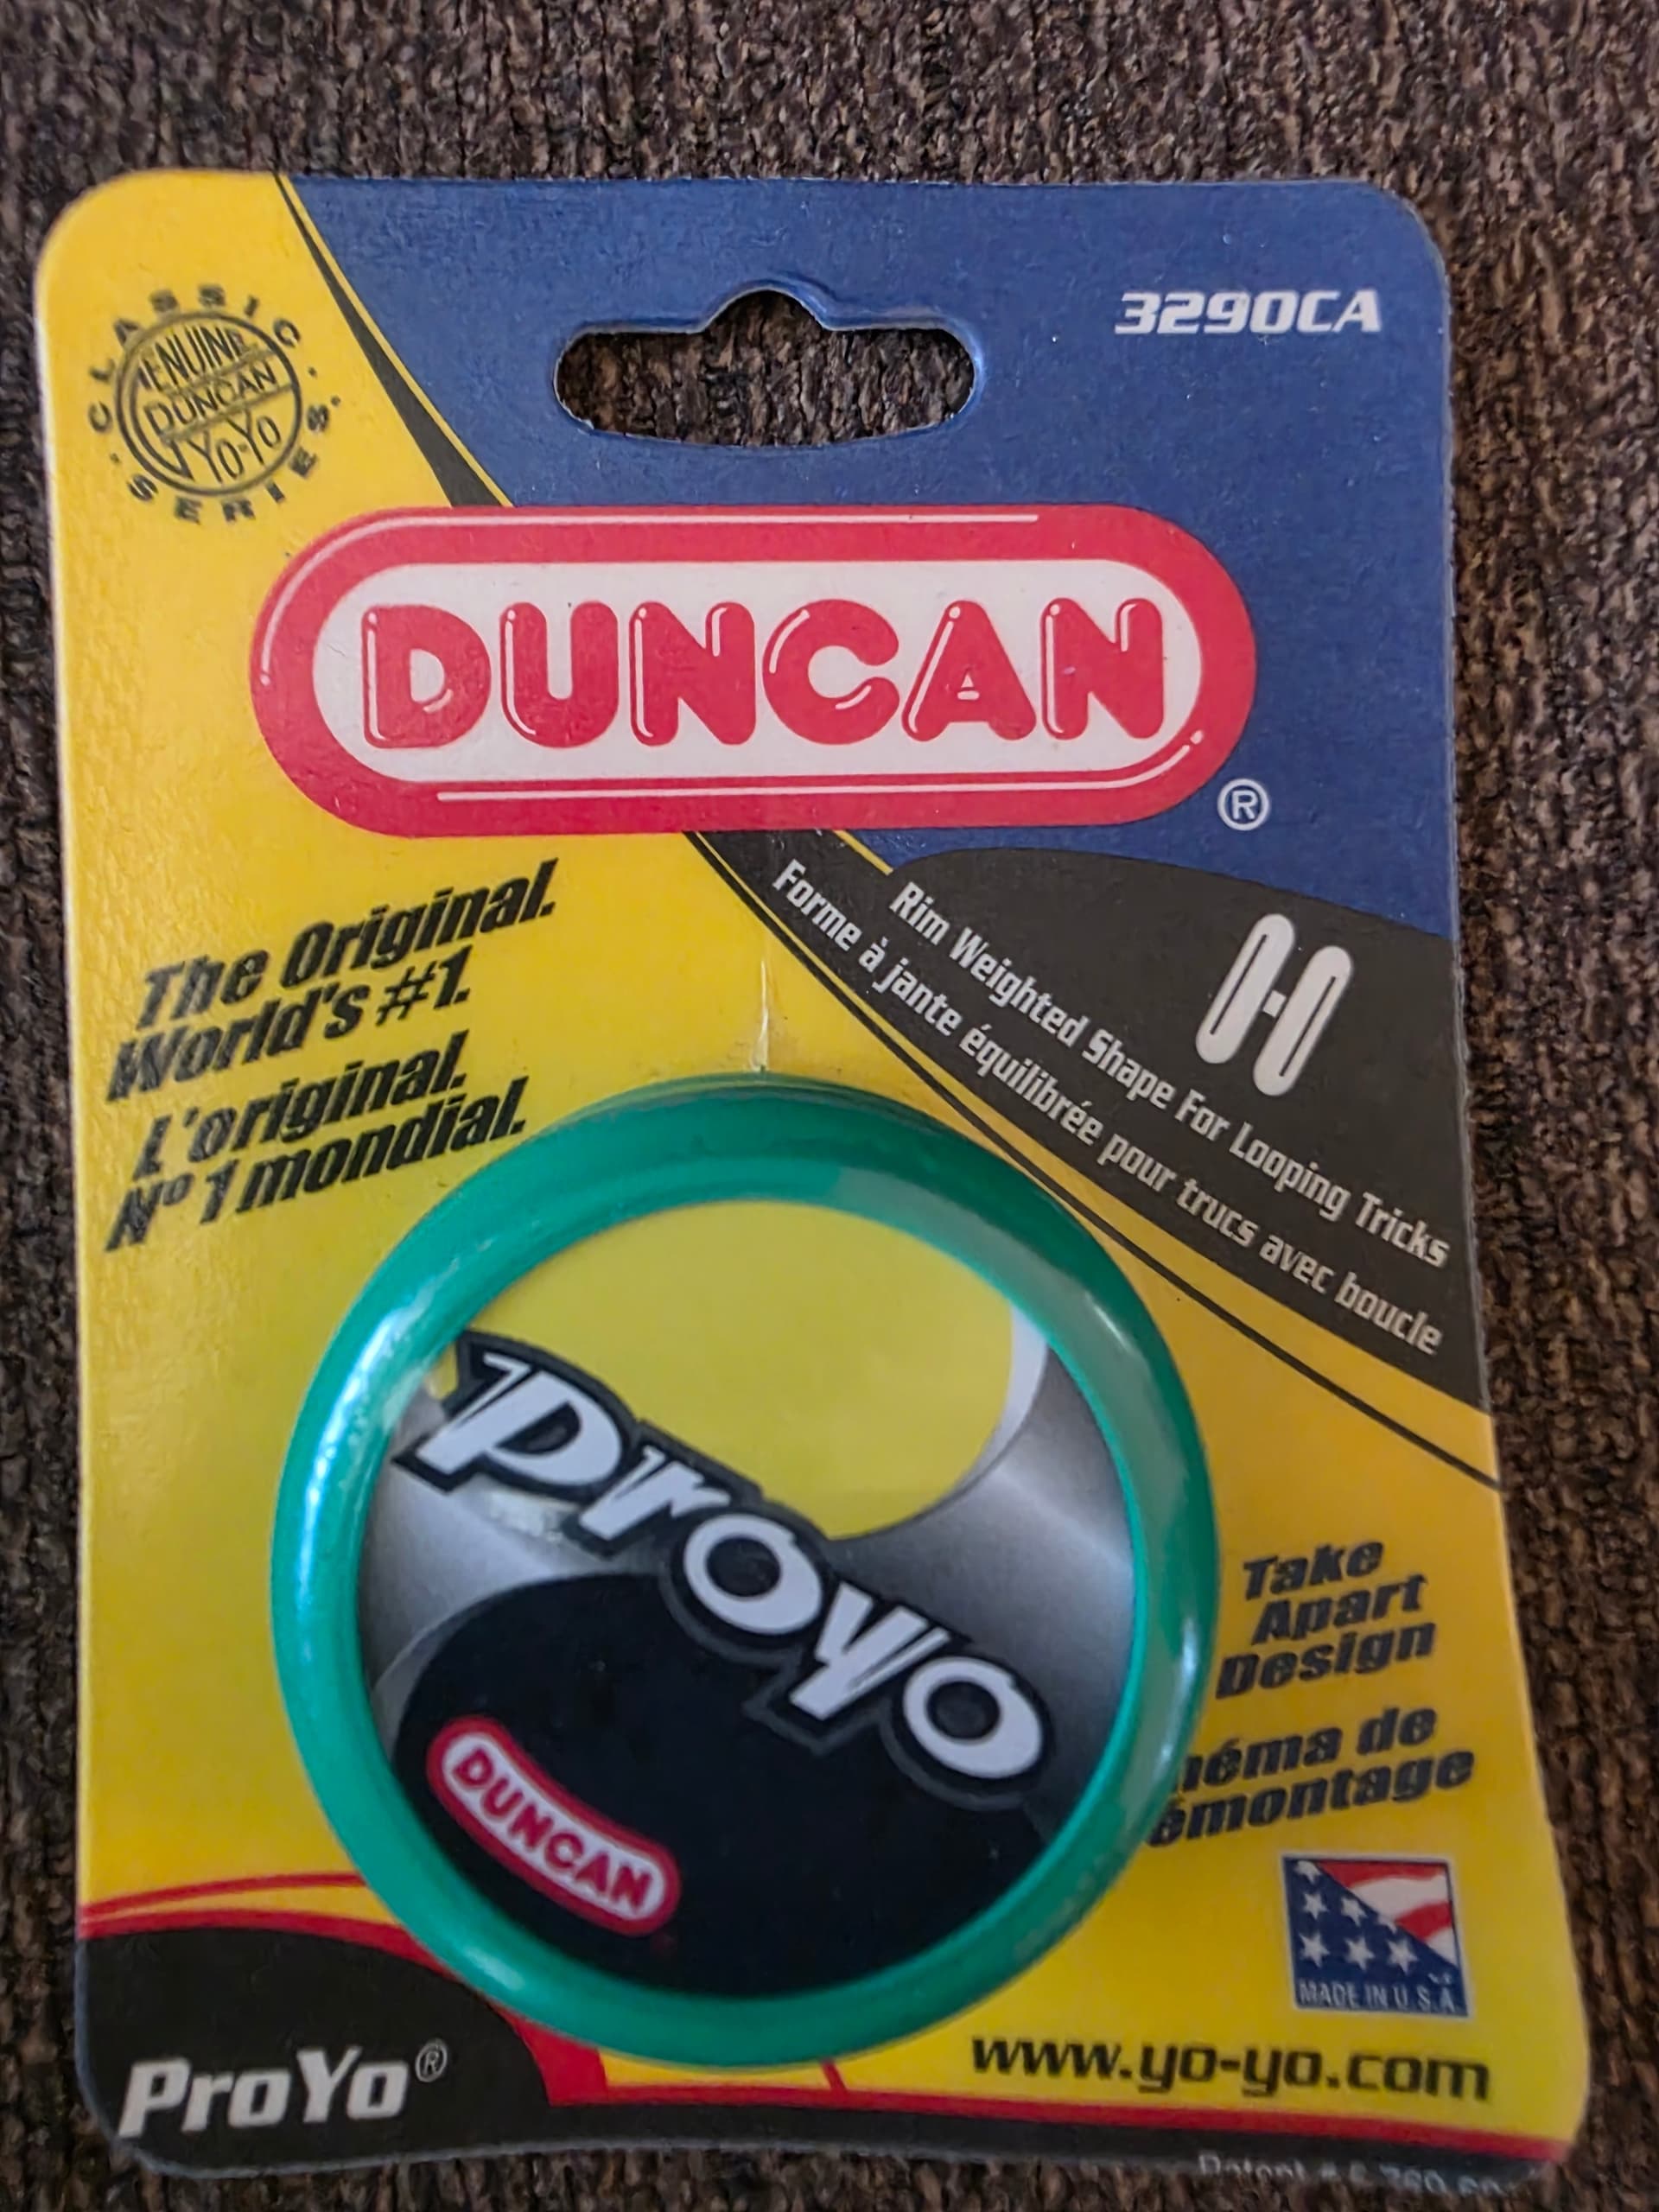 CLASSIC
GENUINE
DUNCAN
YO-YO
SERIES
3290CA
DUNCAN
®
The Original.
World's #1.
L'original.
Nº 1 mondial.
Rim Weighted Shape For Looping Tricks
Forme à jante équilibrée pour trucs avec boucle
proyo
DUNCAN
Take
Apart
Design
de
MADE IN U.S.A.
www.yo-yo.com
ProYo®
Patent #